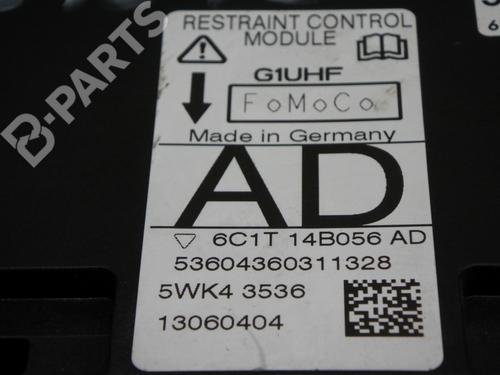 RESTRAINT CONTROL
MODULE
G1UHF
FoMoCo
Made in Germany
AD
6C1T 14B056 AD
53604360311328
5WK4 3536
13060404
B-PARTS